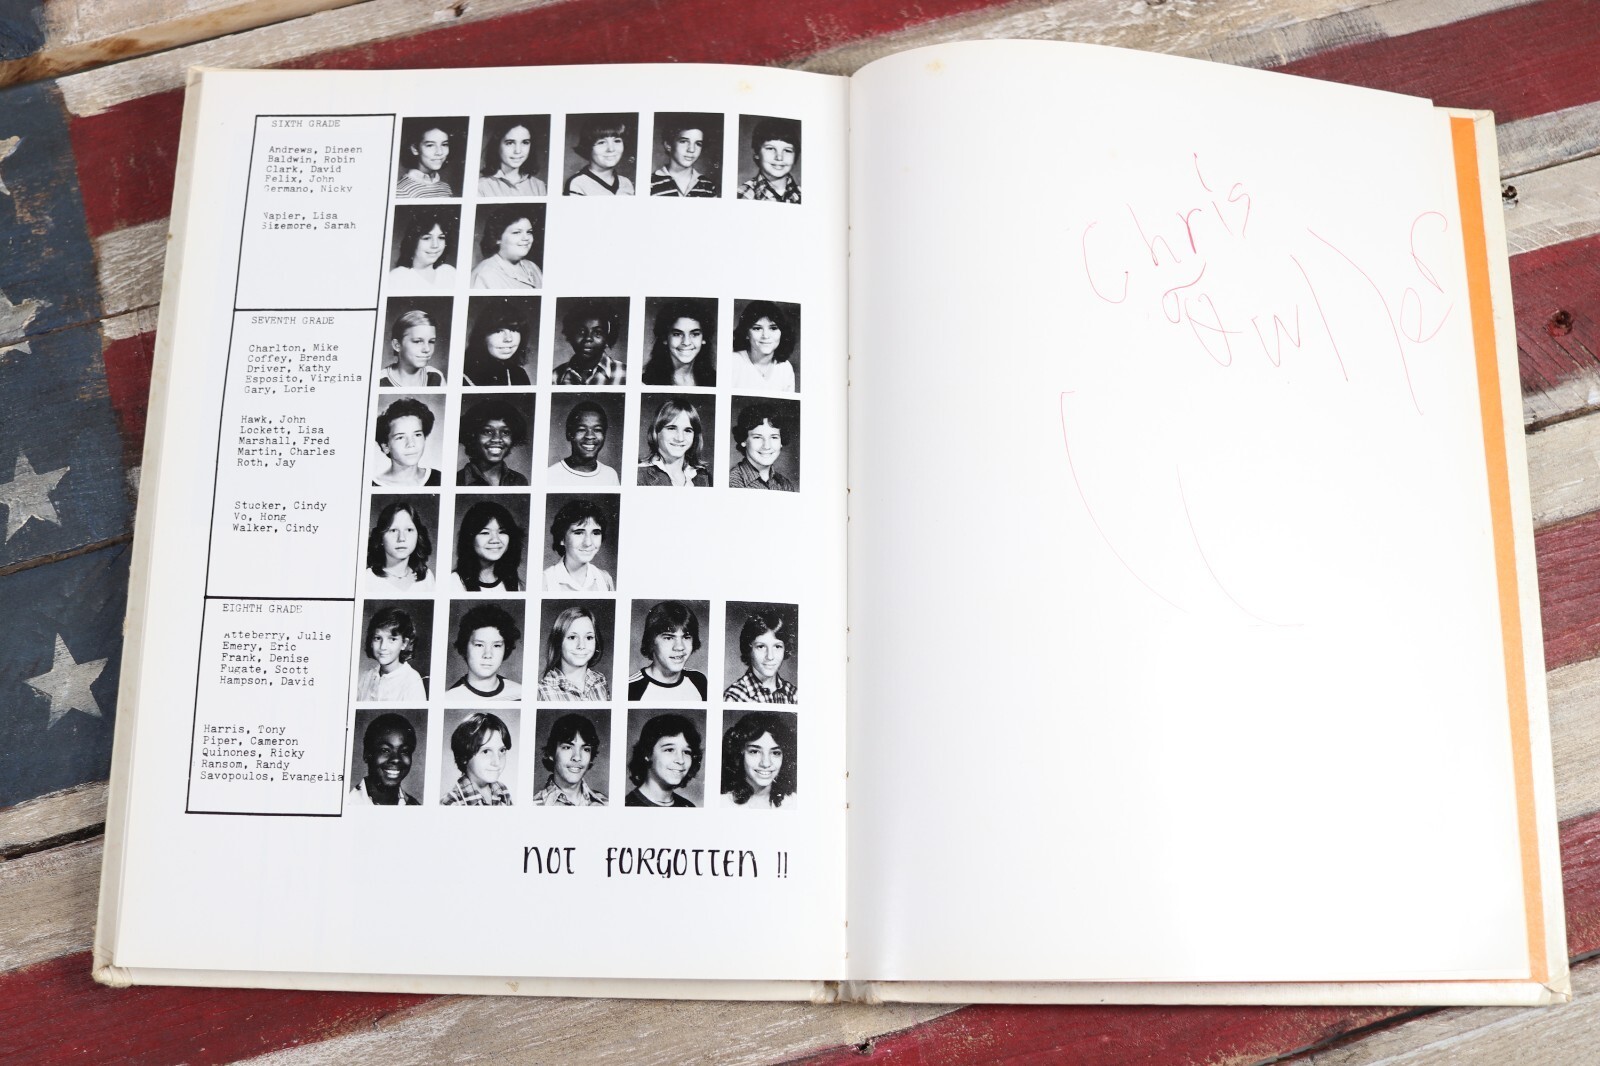 SIXTH GRADE
Andrews, Dineen
Baldwin, Robin
Clark, David
Felix, John
Germano, Nicky
Napier, Lisa
Sizemore, Sarah
SEVENTH GRADE
Charlton, Mike
Coffey, Brenda
Driver, Kathy
Esposito, Virginia
Gary, Lorie
Hawk, John
Lockett, Lisa
Marshall, Fred
Martin, Charles
Roth, Jay
Stucker, Cindy
Vo, Hong
Walker, Cindy
EIGHTH GRADE
Atteberry, Julie
Emery, Eric
Frank, Denise
Fugate, Scott
Hampson, David
Harris, Tony
Piper, Cameron
Quinones, Ricky
Ransom, Randy
Savopoulos, Evangelia
NOT FORGOTTEN !!
Chris